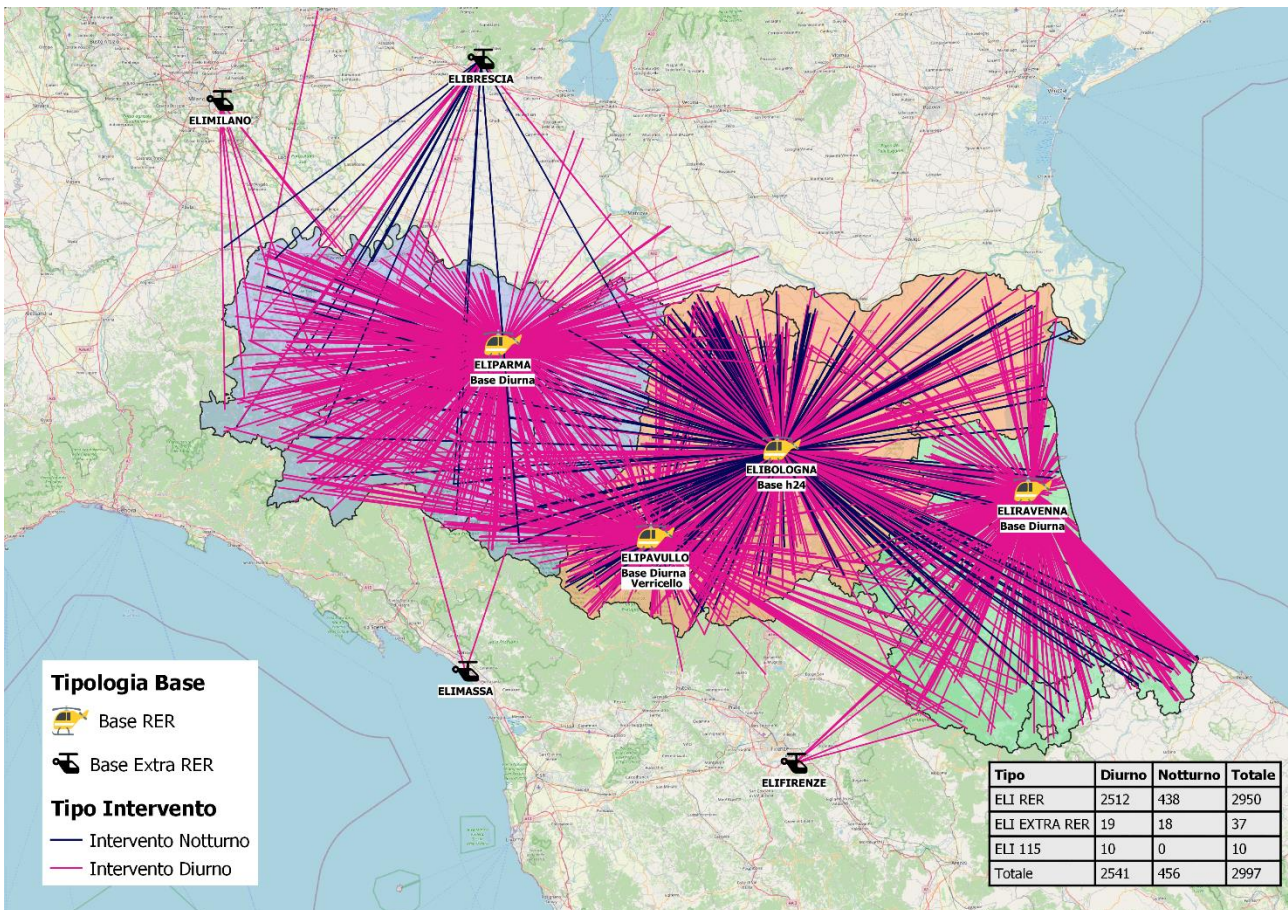 ELIBRESCIA
ELIMILANO
ELIPARMA
Base Diurna
ELIBOLOGNA
Base h24
ELIRAVENNA
Base Diurna
ELIPAVULLO
Base Diurna
Verricello
ELIMASSA
ELIFIRENZE
Tipologia Base
Base RER
Base Extra RER
Tipo Intervento
Intervento Notturno
Intervento Diurno
Tipo Diurno Notturno Totale
ELI RER 2512 438 2950
ELI EXTRA RER 19 18 37
ELI 115 10 0 10
Totale 2541 456 2997